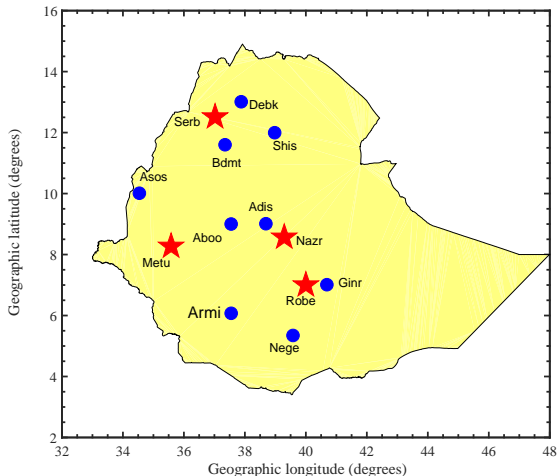 16
14
12
10
8
6
4
2
Geographic latitude (degrees)
Debk
Serb
Shis
Bdmt
Asos
Adis
Aboo
Nazr
Metu
Ginr
Robe
Armi
Nege
32 34 36 38 40 42 44 46 48
Geographic longitude (degrees)